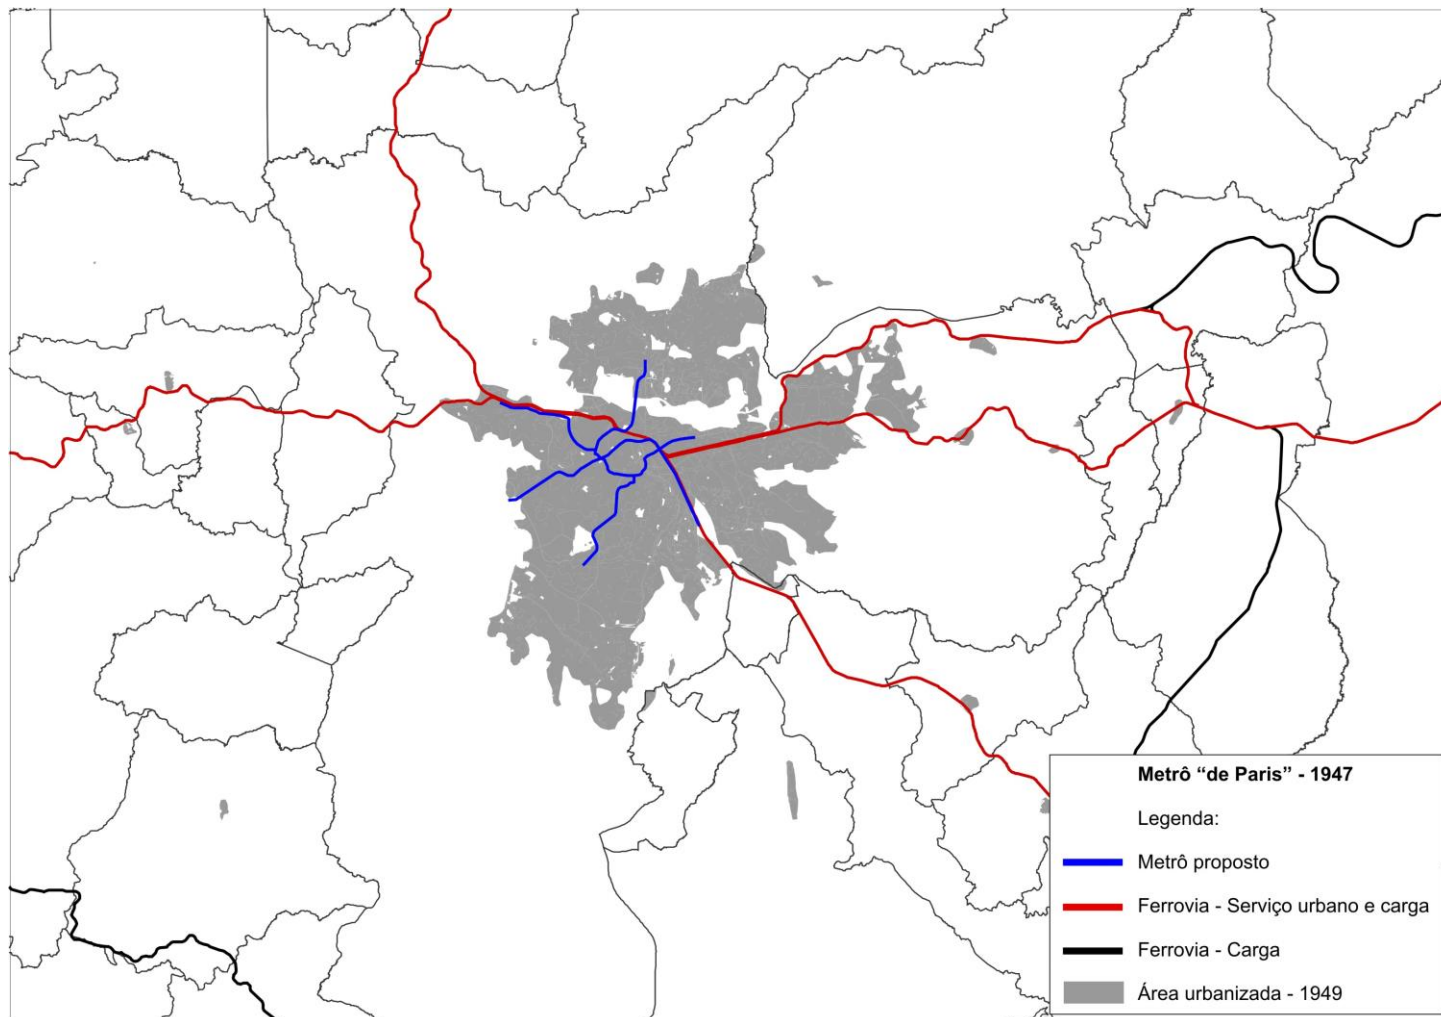 Metrô “de Paris” - 1947
Legenda:
Metrô proposto
Ferrovia - Serviço urbano e carga
Ferrovia - Carga
Área urbanizada - 1949